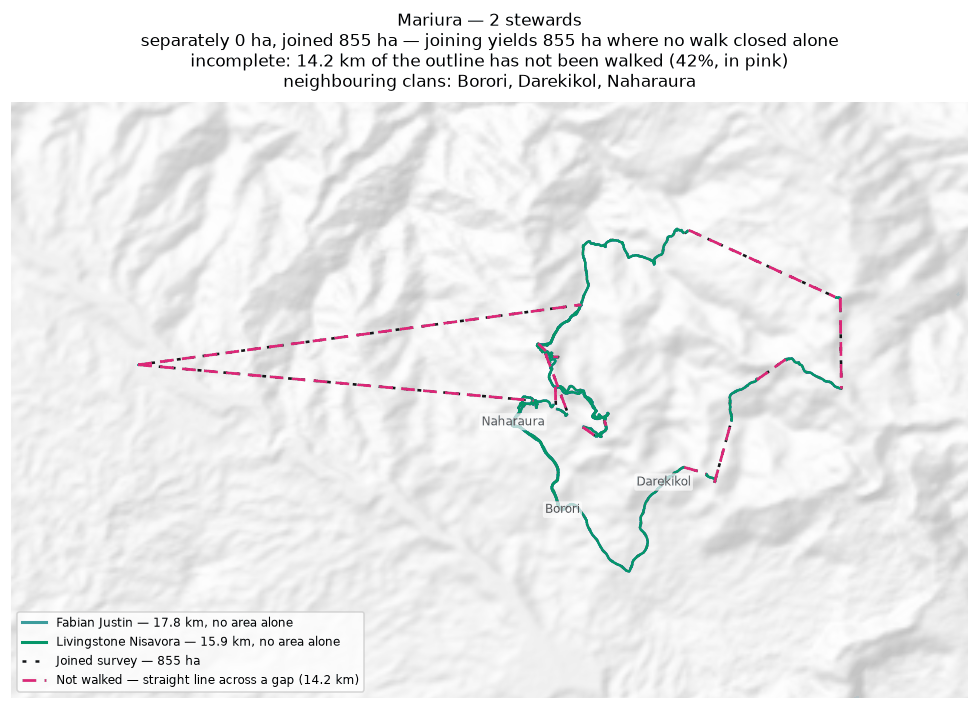 Mariura — 2 stewards
separately 0 ha, joined 855 ha — joining yields 855 ha where no walk closed alone
incomplete: 14.2 km of the outline has not been walked (42%, in pink)
neighbouring clans: Borori, Darekikol, Naharaura
Naharaura
Darekikol
Borori
Fabian Justin — 17.8 km, no area alone
Livingstone Nisavora — 15.9 km, no area alone
Joined survey — 855 ha
Not walked — straight line across a gap (14.2 km)